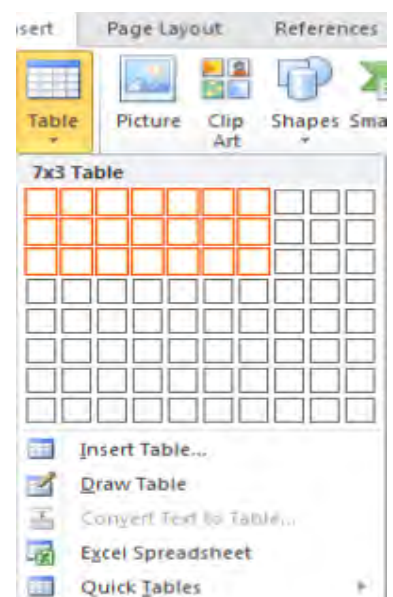 sert Page Layout References
Table Picture Clip Art Shapes Sma
7x3 Table
Insert Table...
Draw Table
Convert Text to Table...
Excel Spreadsheet
Quick Tables